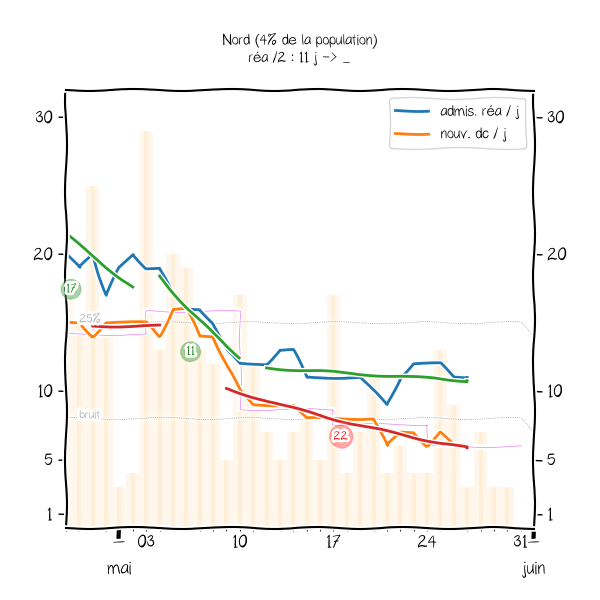 Nord (4% de la population)
réa /2 : 11 j -> _
admis. réa / j
nouv. dc / j
30
30
20
20
17
25%
11
10
10
bruit
22
5
5
1
1
03
10
17
24
31
mai
juin